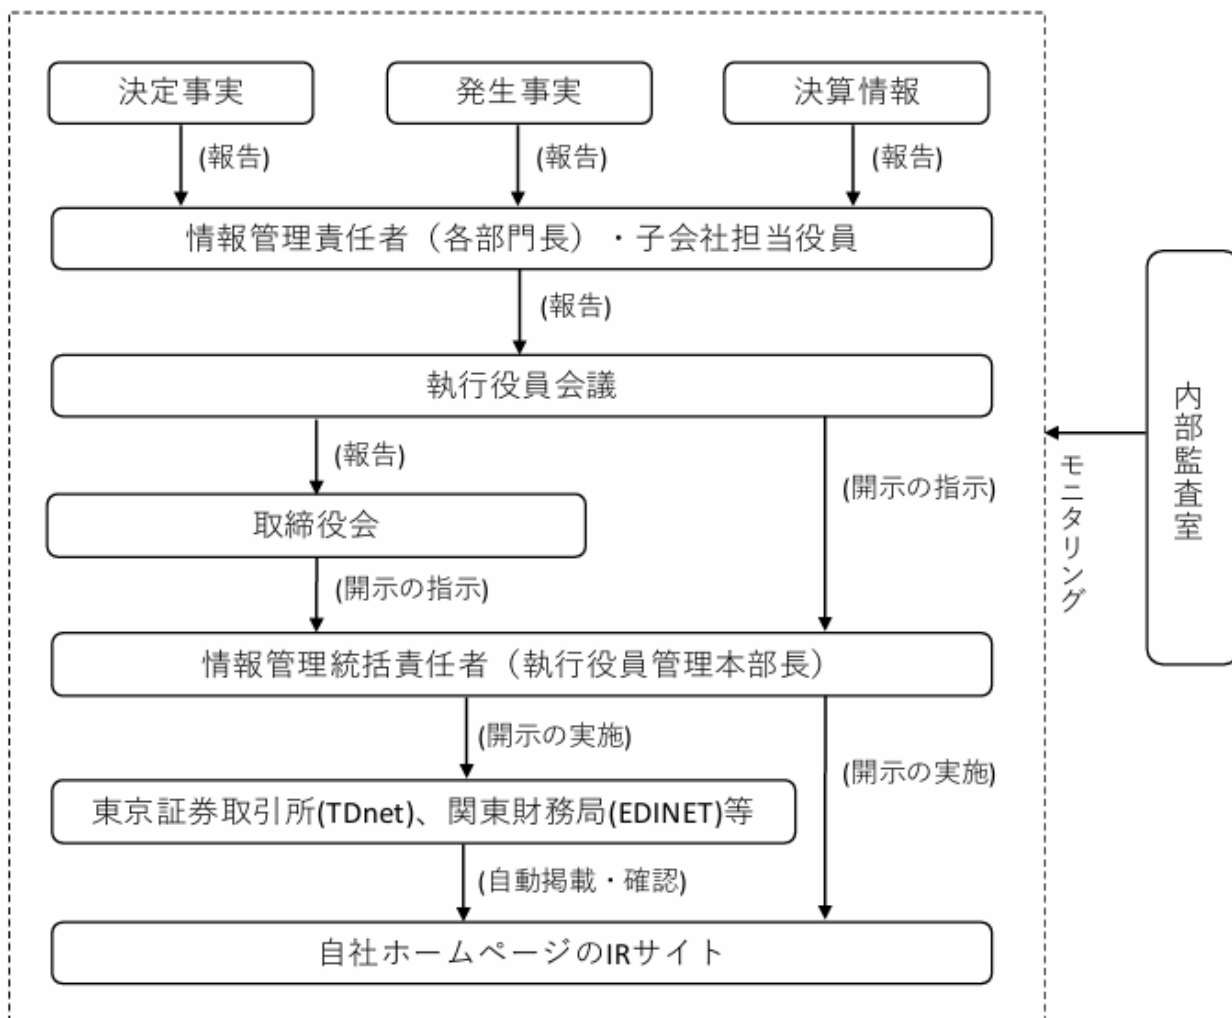 決定事実
発生事実
決算情報
(報告)
(報告)
(報告)
情報管理責任者（各部門長）・子会社担当役員
(報告)
執行役員会議
(報告)
(開示の指示)
取締役会
(開示の指示)
情報管理統括責任者（執行役員管理本部長）
(開示の実施)
(開示の実施)
東京証券取引所(TDnet)、関東財務局(EDINET)等
(自動掲載・確認)
自社ホームページのIRサイト
モニタリング
内部監査室